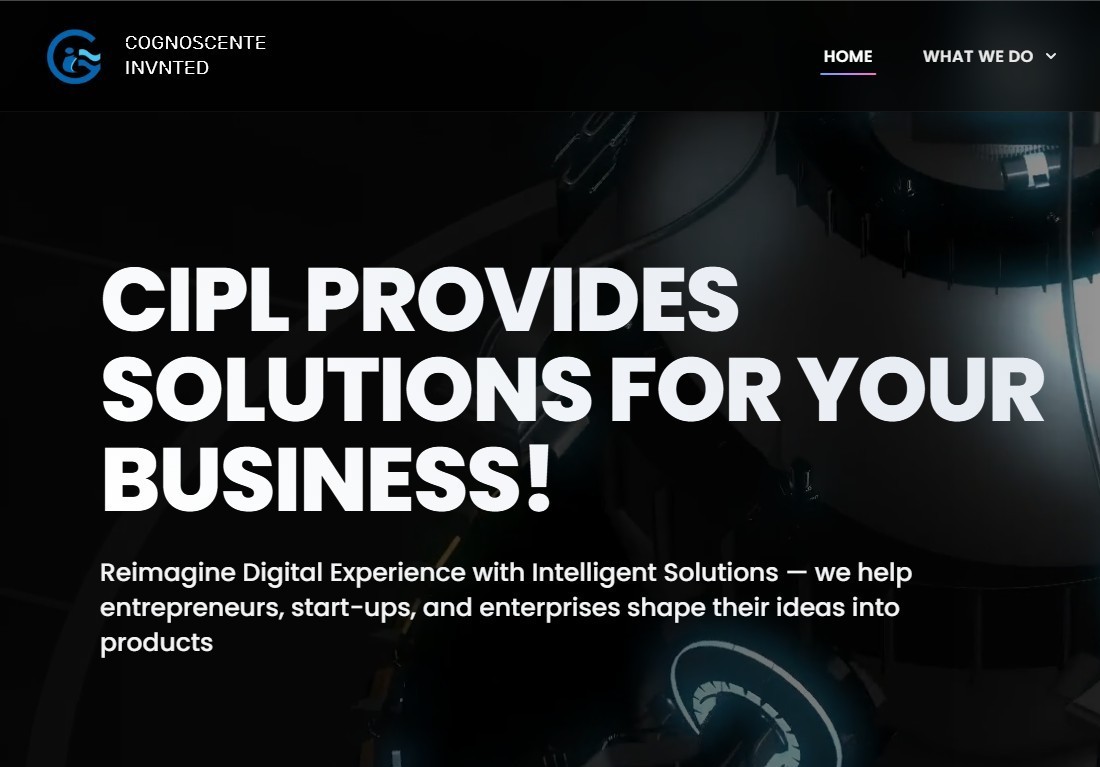 COGNOSCENTE
INVNTED
HOME
WHAT WE DO
CIPL PROVIDES
SOLUTIONS FOR YOUR
BUSINESS!
Reimagine Digital Experience with Intelligent Solutions — we help
entrepreneurs, start-ups, and enterprises shape their ideas into
products